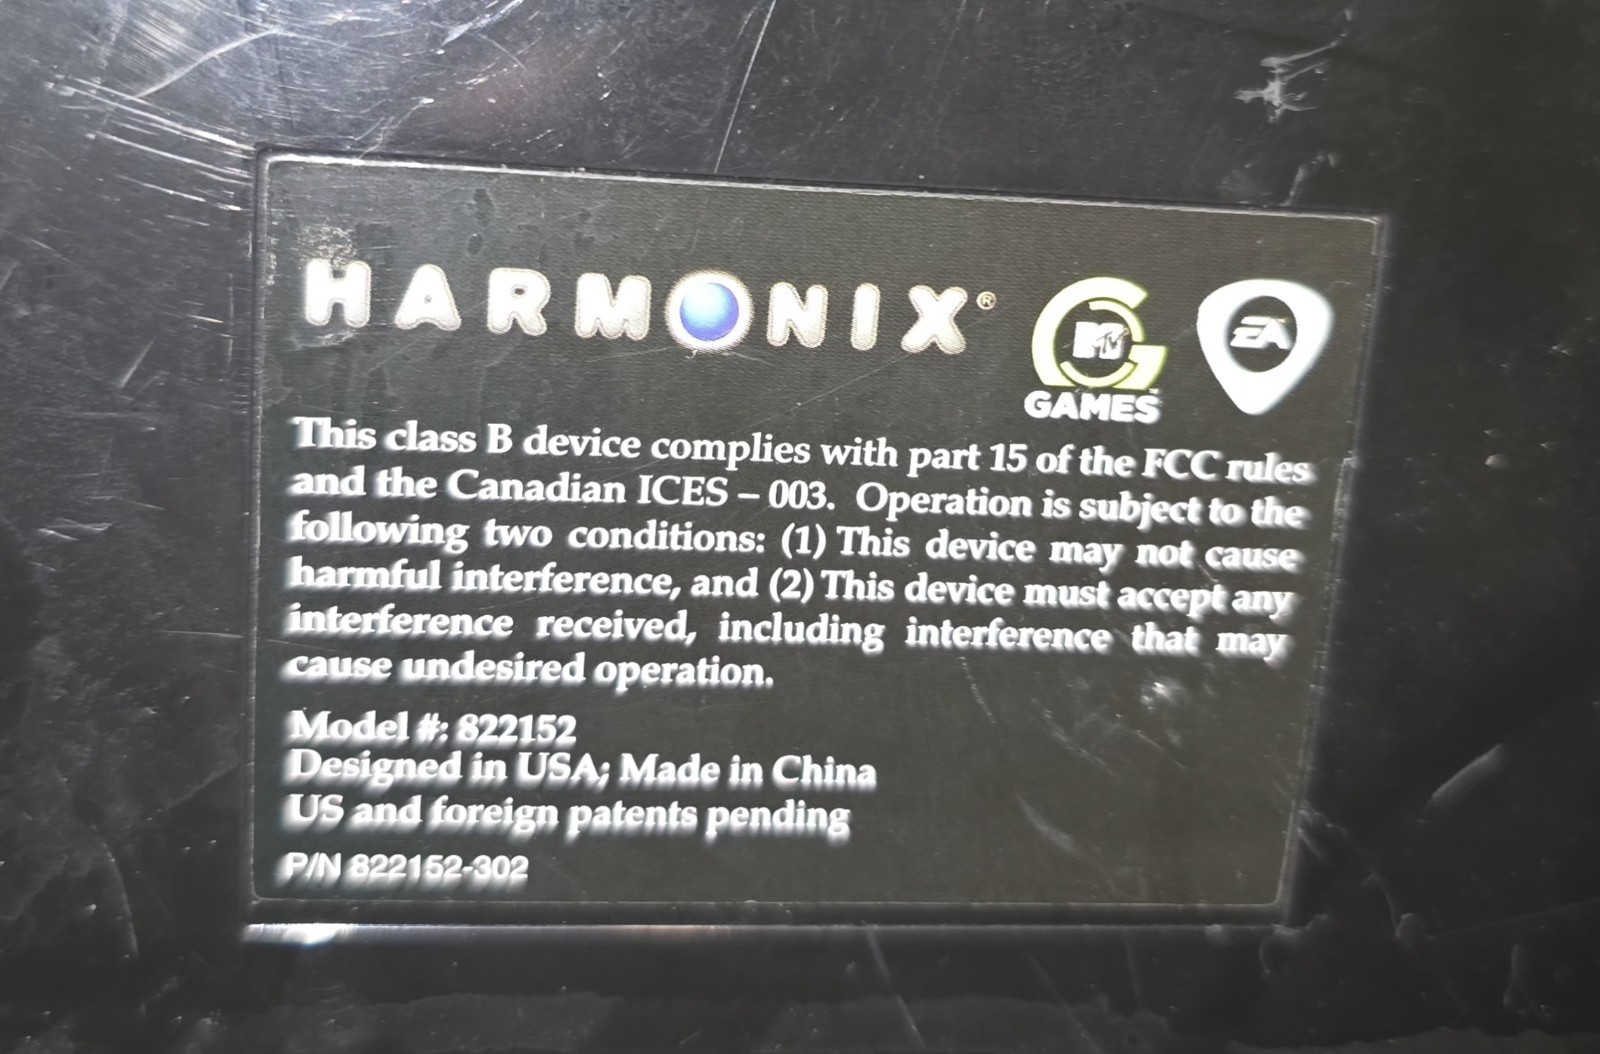 HARMONIX®
MTV
GAMES™
EA
This class B device complies with part 15 of the FCC rules
and the Canadian ICES – 003. Operation is subject to the
following two conditions: (1) This device may not cause
harmful interference, and (2) This device must accept any
interference received, including interference that may
cause undesired operation.
Model #: 822152
Designed in USA; Made in China
US and foreign patents pending
P/N 822152-302